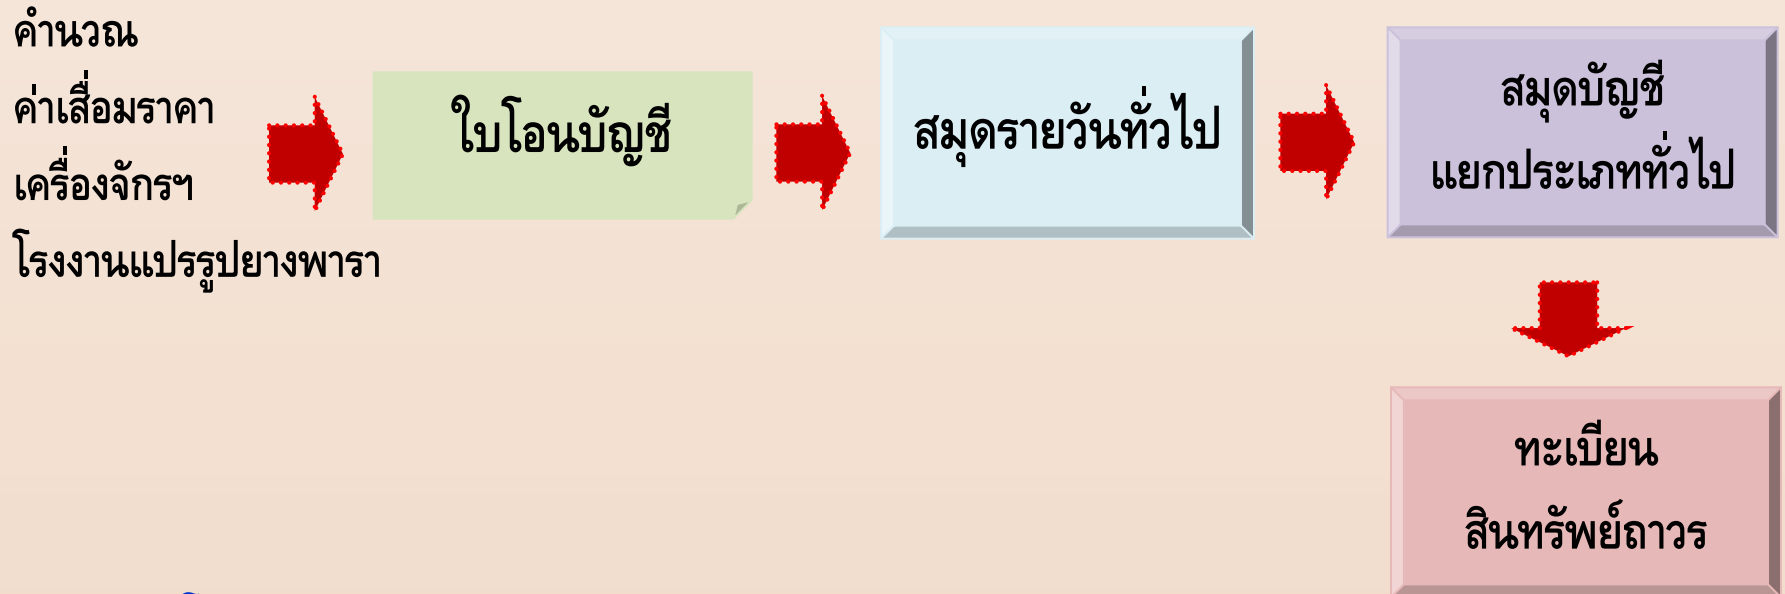 คำนวณ
ค่าเสื่อมราคา
เครื่องจักรฯ
โรงงานแปรรูปยางพารา
ใบโอนบัญชี
สมุดรายวันทั่วไป
สมุดบัญชี
แยกประเภททั่วไป
ทะเบียน
สินทรัพย์ถาวร